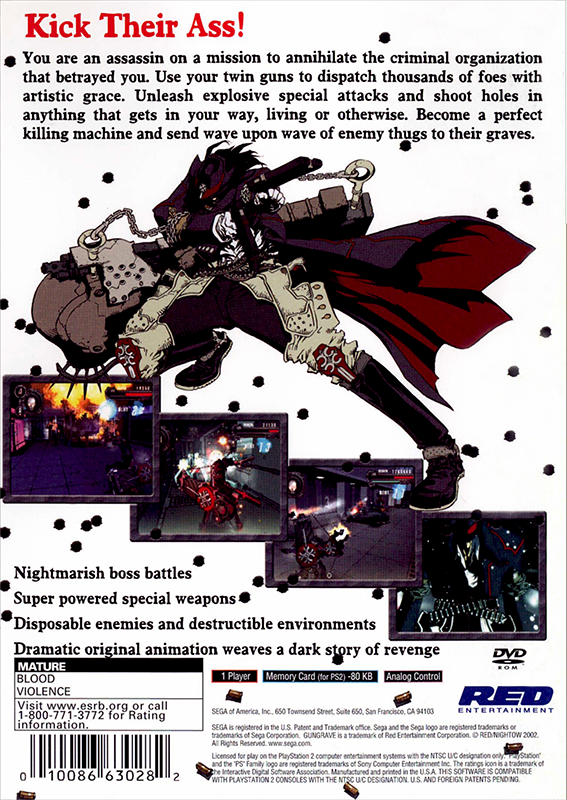 Kick Their Ass!
You are an assassin on a mission to annihilate the criminal organization
that betrayed you. Use your twin guns to dispatch thousands of foes with
artistic grace. Unleash explosive special attacks and shoot holes in
anything that gets in your way, living or otherwise. Become a perfect
killing machine and send wave upon wave of enemy thugs to their graves.
Nightmarish boss battles
Super powered special weapons
Disposable enemies and destructible environments
Dramatic original animation weaves a dark story of revenge
MATURE
BLOOD
VIOLENCE
Visit www.esrb.org or call
1-800-771-3772 for Rating
information.
0 10086 63028 2
1 Player
Memory Card (for PS2) -80 KB
Analog Control
DVD
ROM
RED
ENTERTAINMENT
SEGA of America, Inc., 650 Townsend Street, Suite 650, San Francisco, CA 94103
SEGA is registered in the U.S. Patent and Trademark office. Sega and the Sega logo are registered trademarks or
trademarks of Sega Corporation. GUNGRAVE is a trademark of Red Entertainment Corporation. © RED/NIGHTOW 2002.
All Rights Reserved. www.sega.com.
Licensed for play on the PlayStation 2 computer entertainment systems with the NTSC U/C designation only. "PlayStation"
and the "PS" Family logo are registered trademarks of Sony Computer Entertainment Inc. The ratings icon is a trademark of
the Interactive Digital Software Association. Manufactured and printed in the U.S.A. THIS SOFTWARE IS COMPATIBLE
WITH PLAYSTATION 2 CONSOLES WITH THE NTSC U/C DESIGNATION. U.S. AND FOREIGN PATENTS PENDING.